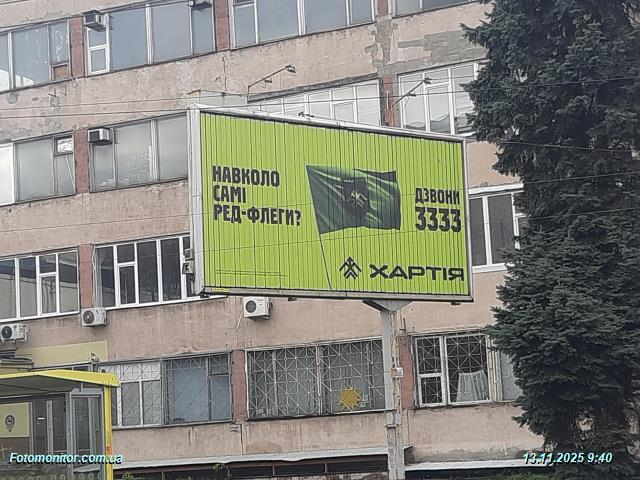 НАВКОЛО
САМІ
РЕД-ФЛЕГИ?
ДЗВОНИ
3333
ХАРТІЯ
Fotomonitor.com.ua
13.11.2025 9:40